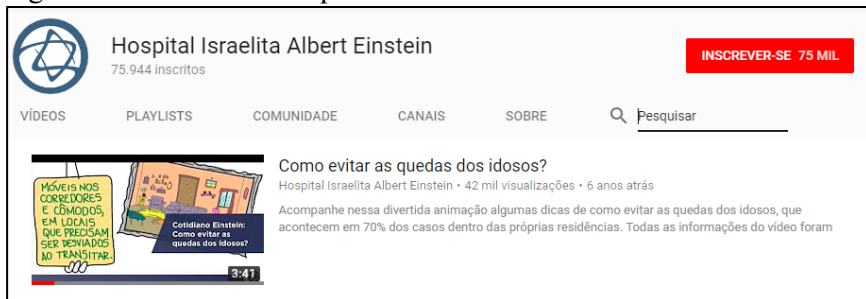 Hospital Israelita Albert Einstein
75.944 inscritos
INSCREVER-SE 75 MIL
VÍDEOS PLAYLISTS COMUNIDADE CANAIS SOBRE Pesquisar
MÓVEIS NOS
CORREDORES
E CÔMODOS,
EM LOCAIS
QUE PRECISAM
SER DESVIADOS
AO TRANSITAR.
Cotidiano Einstein:
Como evitar as
quedas dos idosos?
3:41
Como evitar as quedas dos idosos?
Hospital Israelita Albert Einstein • 42 mil visualizações • 6 anos atrás
Acompanhe nessa divertida animação algumas dicas de como evitar as quedas dos idosos, que
acontecem em 70% dos casos dentro das próprias residências. Todas as informações do vídeo foram